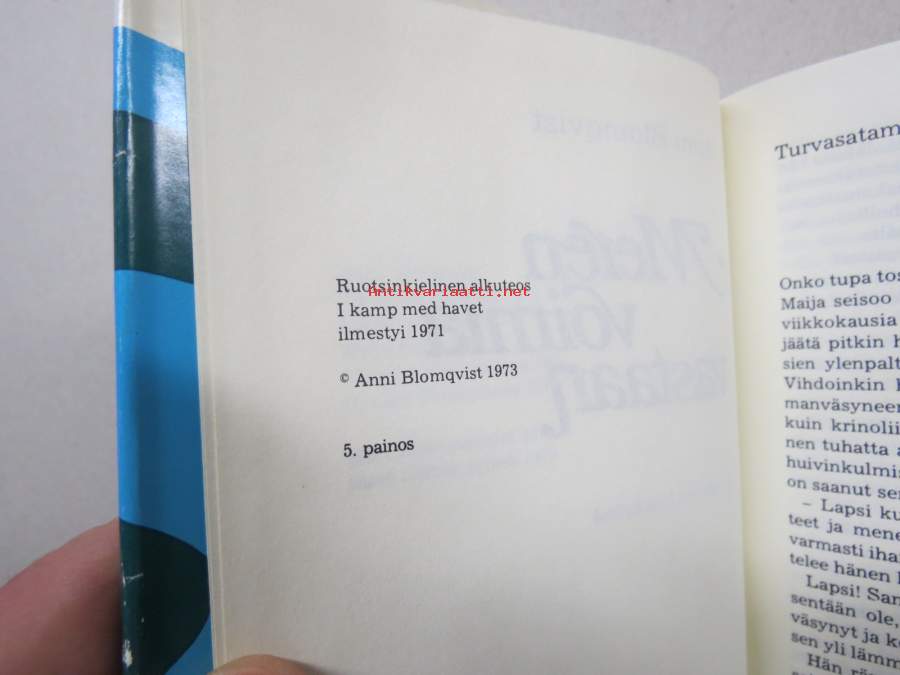 Ruotsinkielinen alkuteos
Antikvariaatti.net
I kamp med havet
ilmestyi 1971
© Anni Blomqvist 1973
5. painos
Turvasatam
Onko tupa tos
Maija seisoo
viikkokausia
jäätä pitkin h
sien ylenpalt
Vihdoinkin
manväsyneer
kuin krinolii
nen tuhatta a
huivinkulmis
on saanut ser
– Lapsi ku
teet ja mene
varmasti ihan
telee hänen
Lapsi! San
sentään ole,
väsynyt ja ke
sen yli lämm
Hän